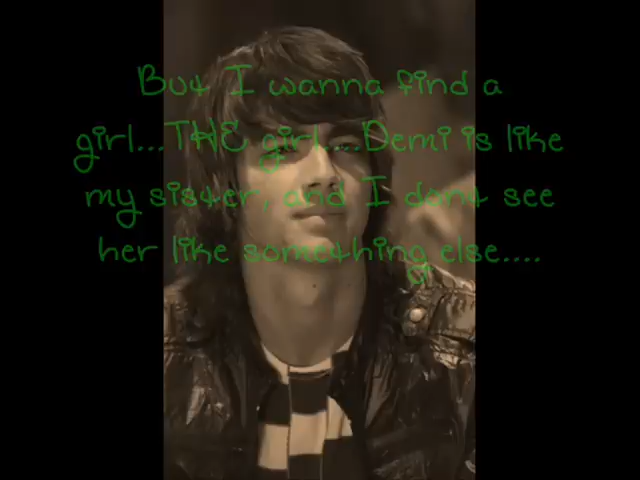 But I wanna find a
girl...THE girl....Demi is like
my sister, and I dont see
her like something else....